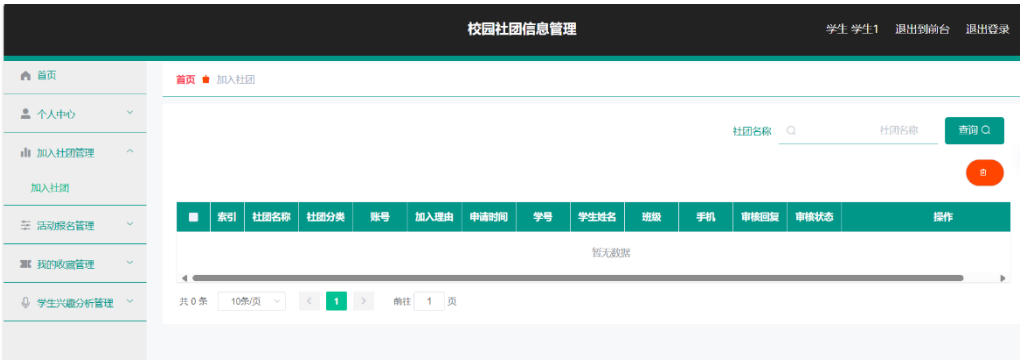 校园社团信息管理
学生 学生1 退出到前台 退出登录
首页
个人中心
加入社团管理
加入社团
活动报名管理
我的收藏管理
学生兴趣分析管理
首页 加入社团
社团名称 社团名称 查询
索引 社团名称 社团分类 账号 加入理由 申请时间 学号 学生姓名 班级 手机 审核回复 审核状态 操作
暂无数据
共 0 条 10条/页 1 前往 1 页